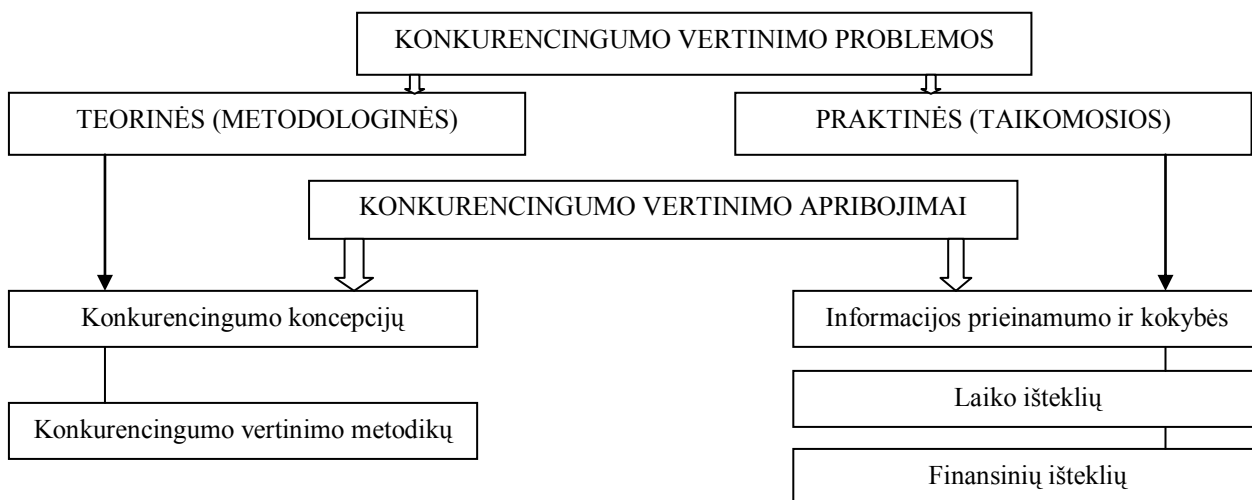 KONKURENCINGUMO VERTINIMO PROBLEMOS
TEORINĖS (METODOLOGINĖS)
PRAKTINĖS (TAIKOMOSIOS)
KONKURENCINGUMO VERTINIMO APRIBOJIMAI
Konkurencingumo koncepcijų
Informacijos prieinamumo ir kokybės
Laiko išteklių
Konkurencingumo vertinimo metodikų
Finansinių išteklių